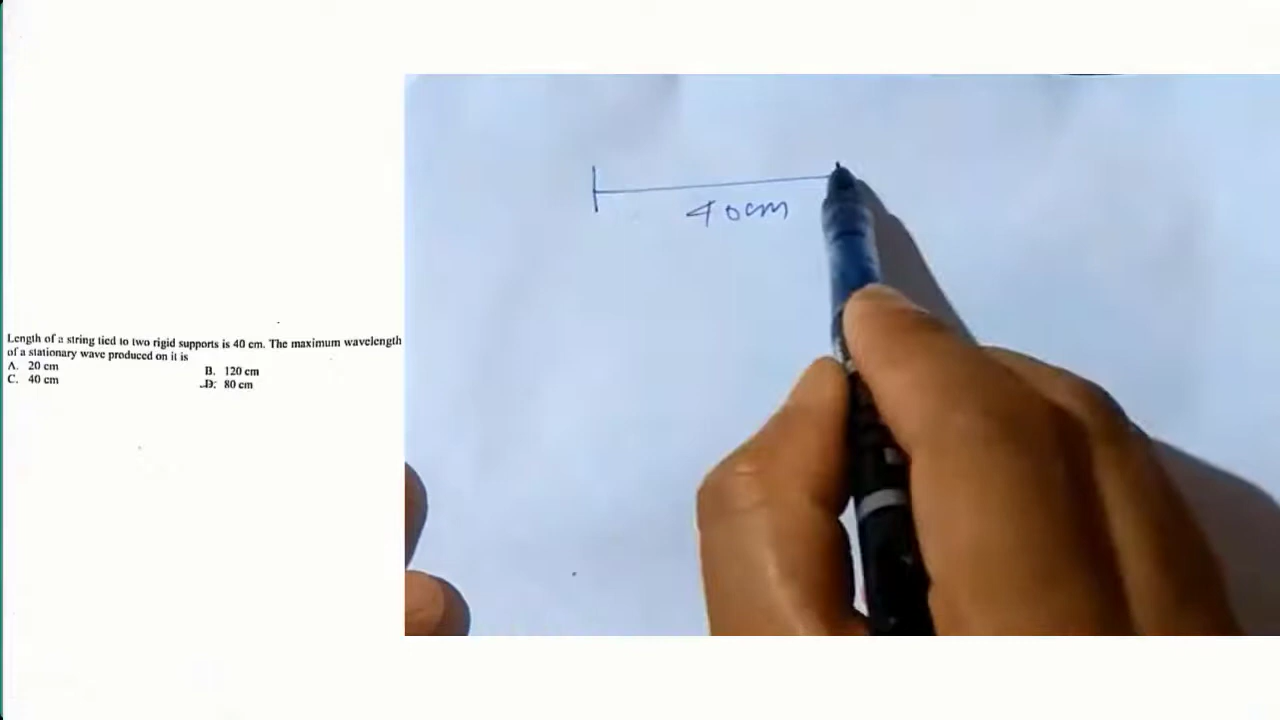 Length of a string tied to two rigid supports is 40 cm. The maximum wavelength
of a stationary wave produced on it is
A. 20 cm B. 120 cm
C. 40 cm D. 80 cm
40cm